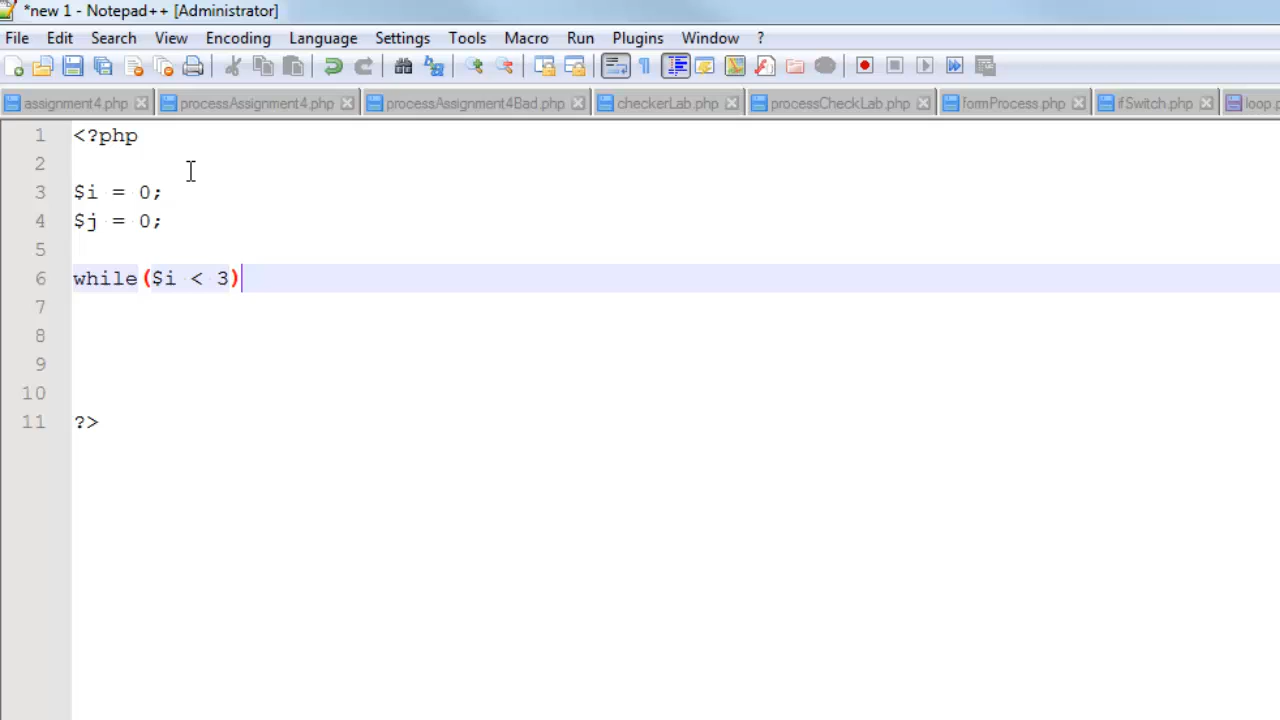 *new 1 - Notepad++ [Administrator]
File Edit Search View Encoding Language Settings Tools Macro Run Plugins Window ?
assignment4.php processAssignment4.php processAssignment4Bad.php checkerLab.php processCheckLab.php formProcess.php ifSwitch.php loop.p
1 <?php
2
3 $i = 0;
4 $j = 0;
5
6 while($i < 3)
7
8
9
10
11 ?>